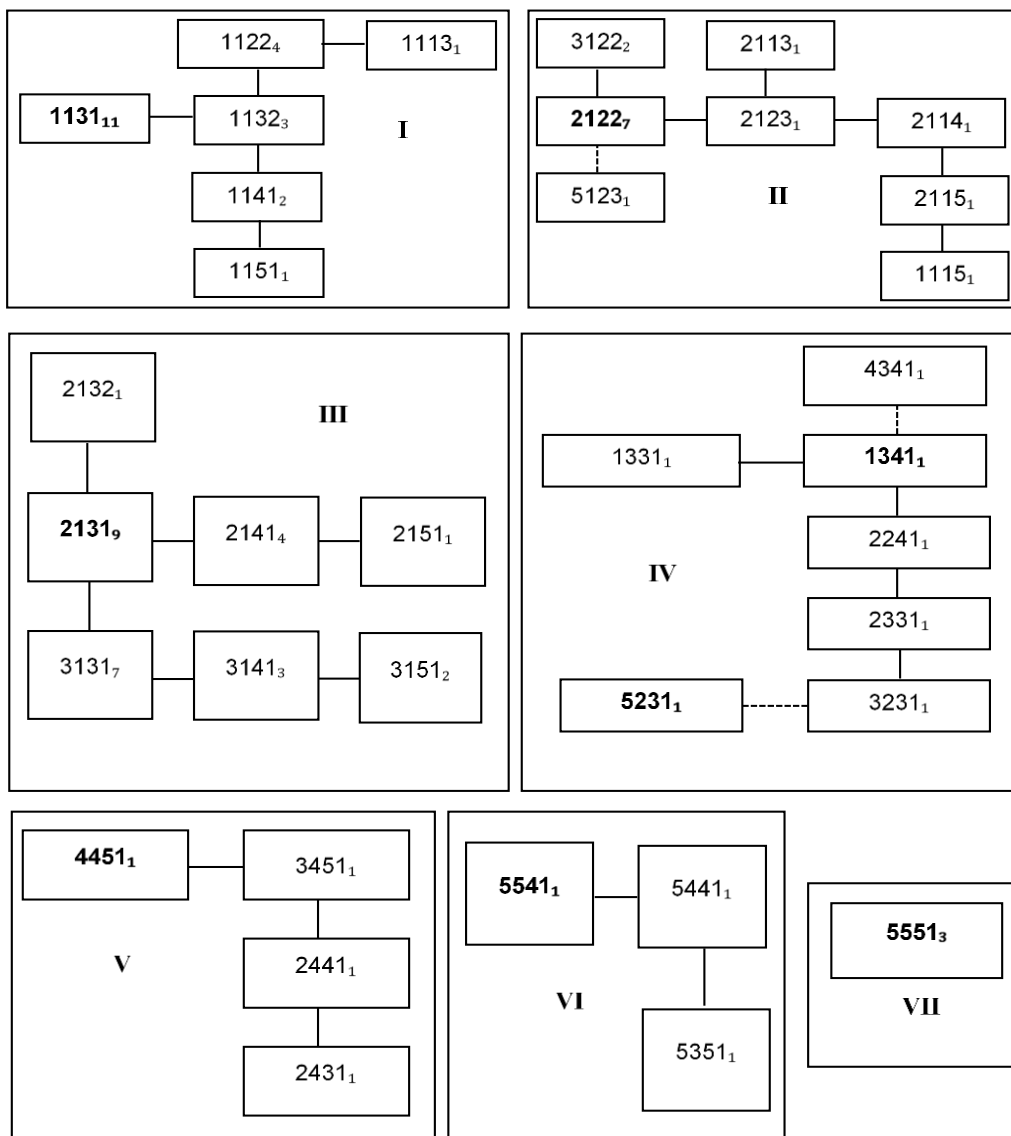 1122₄ 1113₁
1131₁₁ 1132₃ I
1141₂
1151₁
3122₂ 2113₁
2122₇ 2123₁ 2114₁
5123₁ II 2115₁
1115₁
2132₁ III
2131₉ 2141₄ 2151₁
3131₇ 3141₃ 3151₂
4341₁
1331₁ 1341₁
2241₁
IV
2331₁
5231₁ 3231₁
4451₁ 3451₁
V 2441₁
2431₁
5541₁ 5441₁
VI
5351₁
5551₃
VII